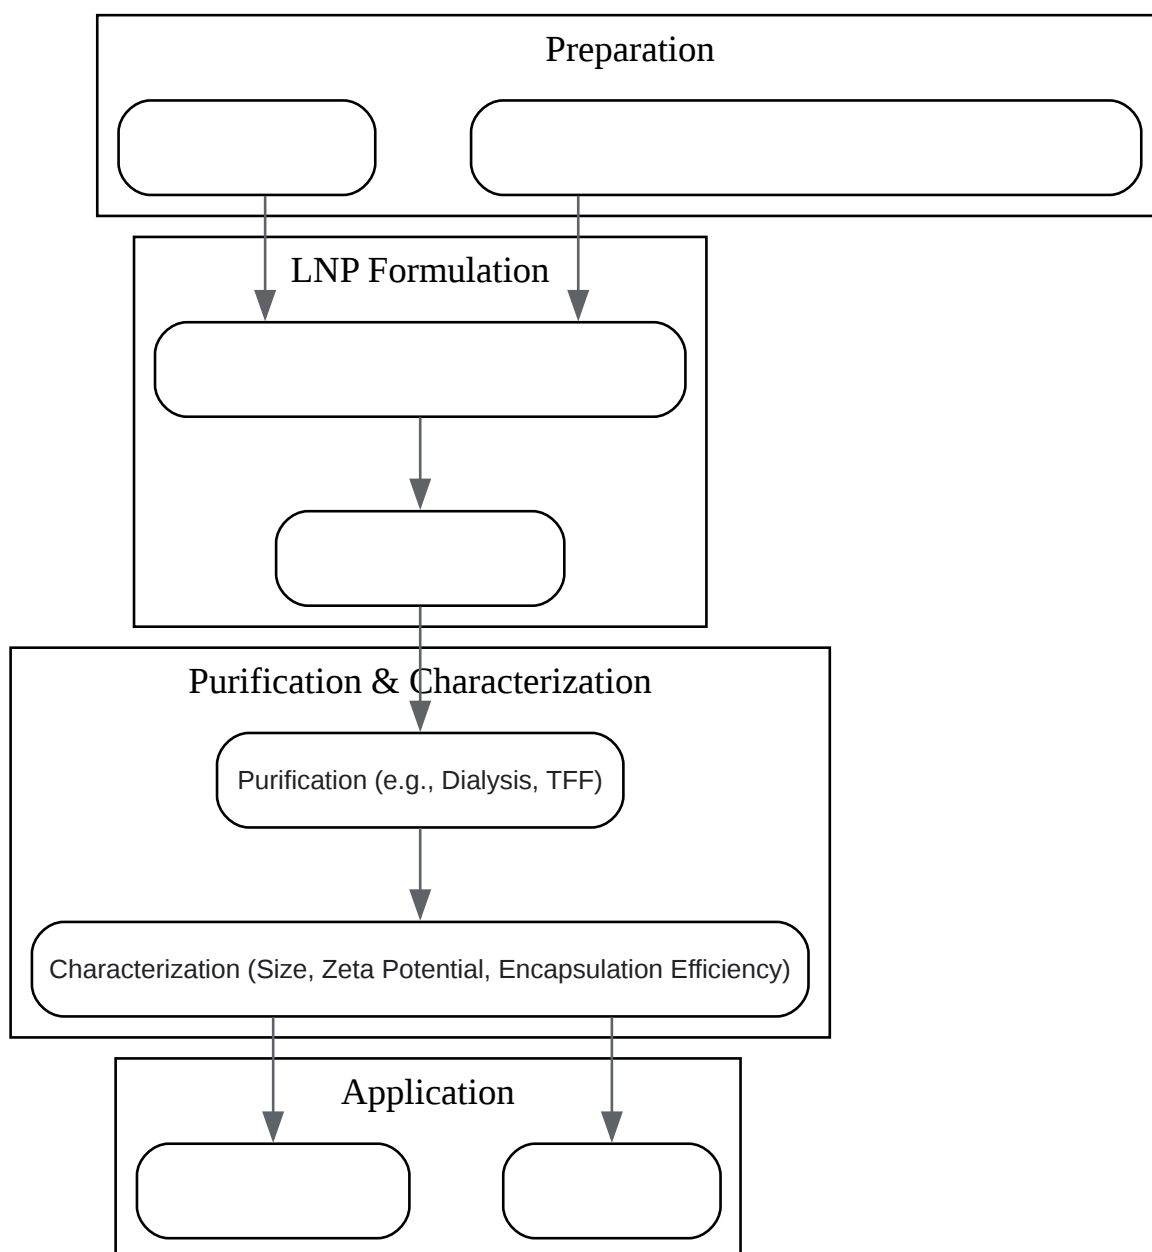 Preparation
LNP Formulation
Purification & Characterization
Purification (e.g., Dialysis, TFF)
Characterization (Size, Zeta Potential, Encapsulation Efficiency)
Application